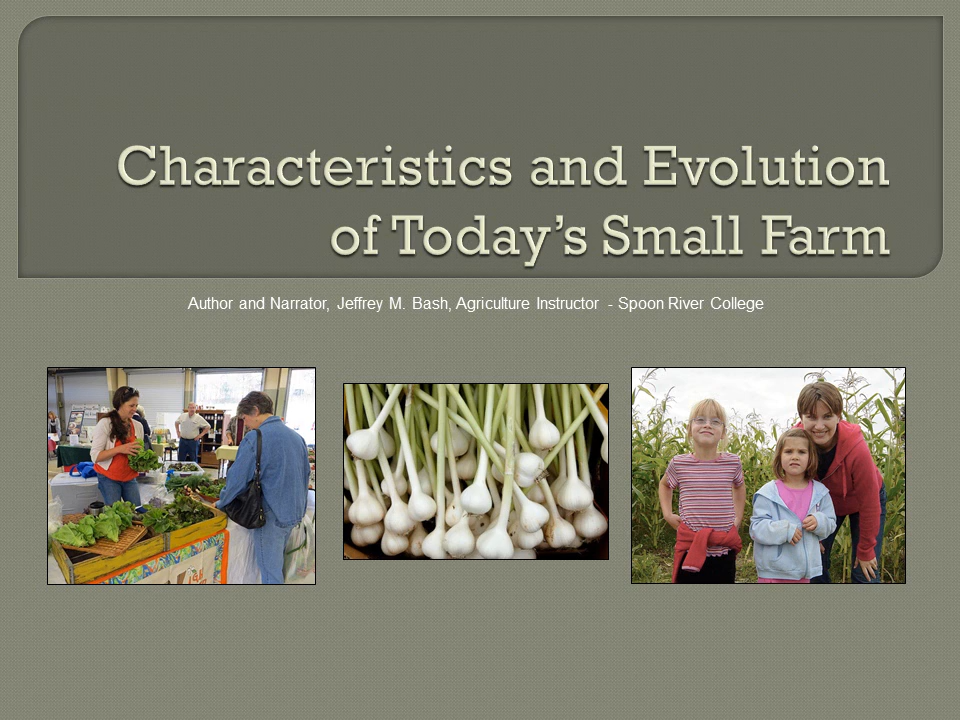 Characteristics and Evolution
of Today's Small Farm
Author and Narrator, Jeffrey M. Bash, Agriculture Instructor - Spoon River College